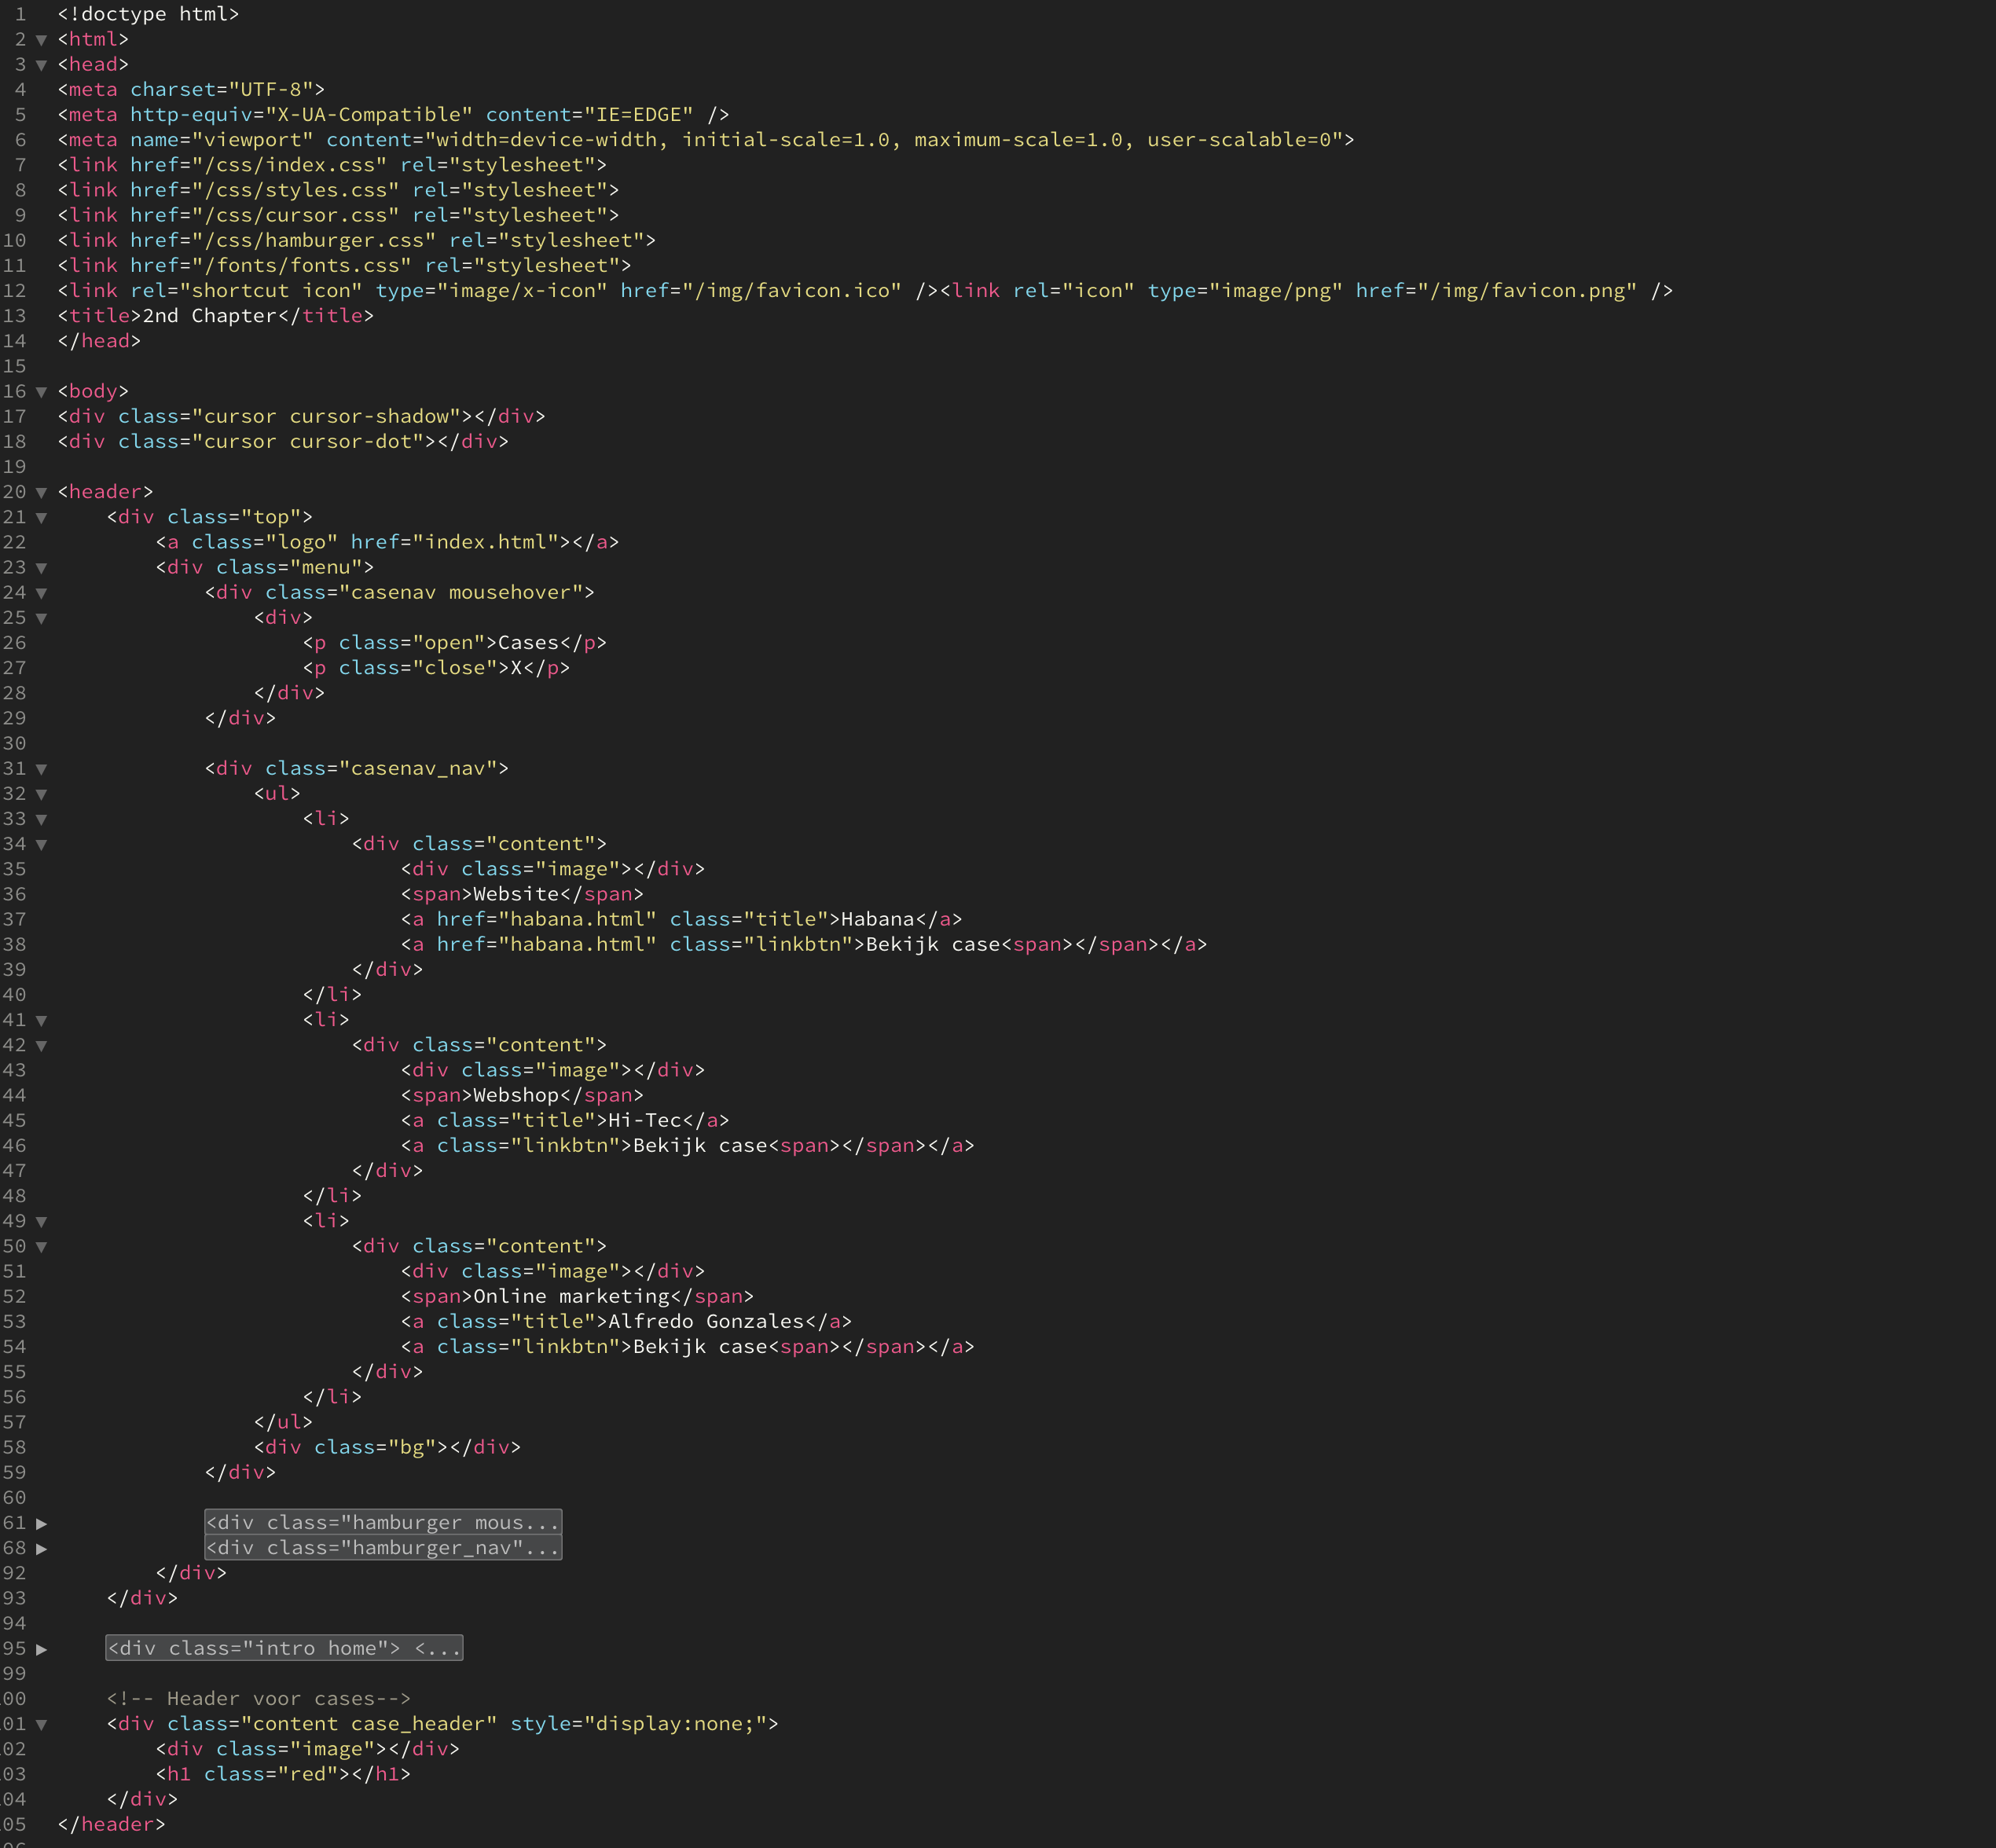 1 <!doctype html>
2 <html>
3 <head>
4 <meta charset="UTF-8">
5 <meta http-equiv="X-UA-Compatible" content="IE=EDGE" />
6 <meta name="viewport" content="width=device-width, initial-scale=1.0, maximum-scale=1.0, user-scalable=0">
7 <link href="/css/index.css" rel="stylesheet">
8 <link href="/css/styles.css" rel="stylesheet">
9 <link href="/css/cursor.css" rel="stylesheet">
10 <link href="/css/hamburger.css" rel="stylesheet">
11 <link href="/fonts/fonts.css" rel="stylesheet">
12 <link rel="shortcut icon" type="image/x-icon" href="/img/favicon.ico" /><link rel="icon" type="image/png" href="/img/favicon.png" />
13 <title>2nd Chapter</title>
14 </head>
15
16 <body>
17 <div class="cursor cursor-shadow"></div>
18 <div class="cursor cursor-dot"></div>
19
20 <header>
21 <div class="top">
22 <a class="logo" href="index.html"></a>
23 <div class="menu">
24 <div class="casenav mousehover">
25 <div>
26 <p class="open">Cases</p>
27 <p class="close">X</p>
28 </div>
29 </div>
30
31 <div class="casenav_nav">
32 <ul>
33 <li>
34 <div class="content">
35 <div class="image"></div>
36 <span>Website</span>
37 <a href="habana.html" class="title">Habana</a>
38 <a href="habana.html" class="linkbtn">Bekijk case<span></span></a>
39 </div>
40 </li>
41 <li>
42 <div class="content">
43 <div class="image"></div>
44 <span>Webshop</span>
45 <a class="title">Hi-Tec</a>
46 <a class="linkbtn">Bekijk case<span></span></a>
47 </div>
48 </li>
49 <li>
50 <div class="content">
51 <div class="image"></div>
52 <span>Online marketing</span>
53 <a class="title">Alfredo Gonzales</a>
54 <a class="linkbtn">Bekijk case<span></span></a>
55 </div>
56 </li>
57 </ul>
58 <div class="bg"></div>
59 </div>
60
61 <div class="hamburger mous...
68 <div class="hamburger_nav"...
92 </div>
93 </div>
94
95 <div class="intro home"> <...
99
00 <!-- Header voor cases-->
01 <div class="content case_header" style="display:none;">
02 <div class="image"></div>
03 <h1 class="red"></h1>
04 </div>
05 </header>